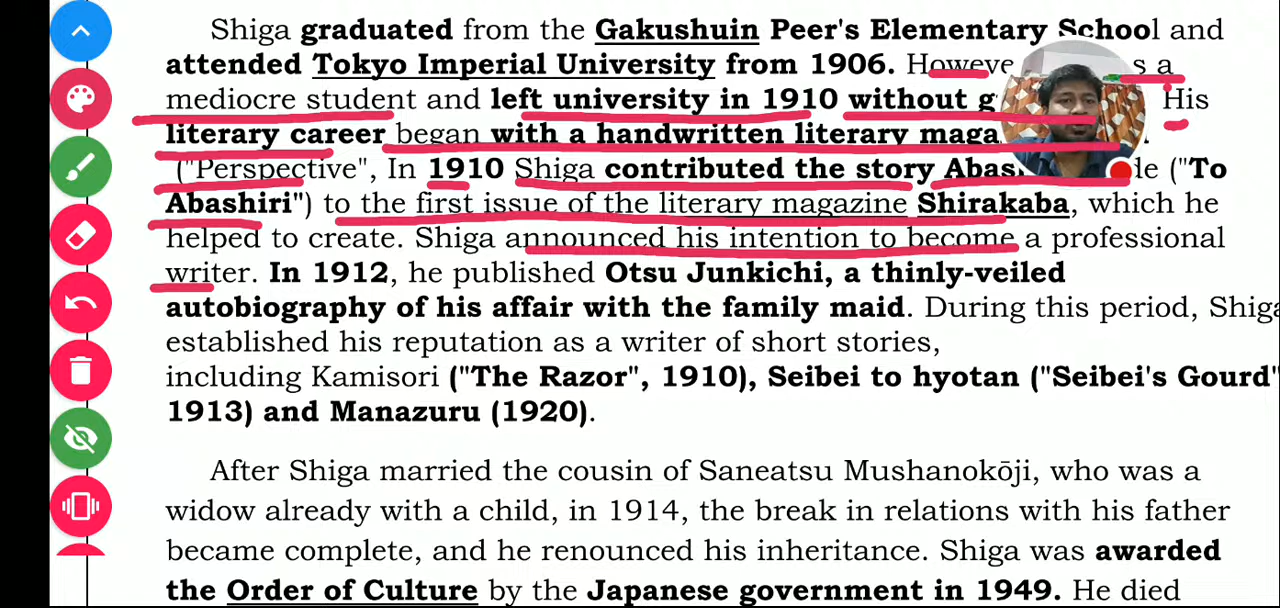 Shiga graduated from the Gakushuin Peer's Elementary School and
attended Tokyo Imperial University from 1906. However s a
mediocre student and left university in 1910 without His
literary career began with a handwritten literary
("Perspective", In 1910 Shiga contributed the story ("To
Abashiri") to the first issue of the literary magazine Shirakaba, which he
helped to create. Shiga announced his intention to become a professional
writer. In 1912, he published Otsu Junkichi, a thinly-veiled
autobiography of his affair with the family maid. During this period, Shiga
established his reputation as a writer of short stories,
including Kamisori ("The Razor", 1910), Seibei to hyotan ("Seibei's Gourd"
1913) and Manazuru (1920).
After Shiga married the cousin of Saneatsu Mushanokōji, who was a
widow already with a child, in 1914, the break in relations with his father
became complete, and he renounced his inheritance. Shiga was awarded
the Order of Culture by the Japanese government in 1949. He died